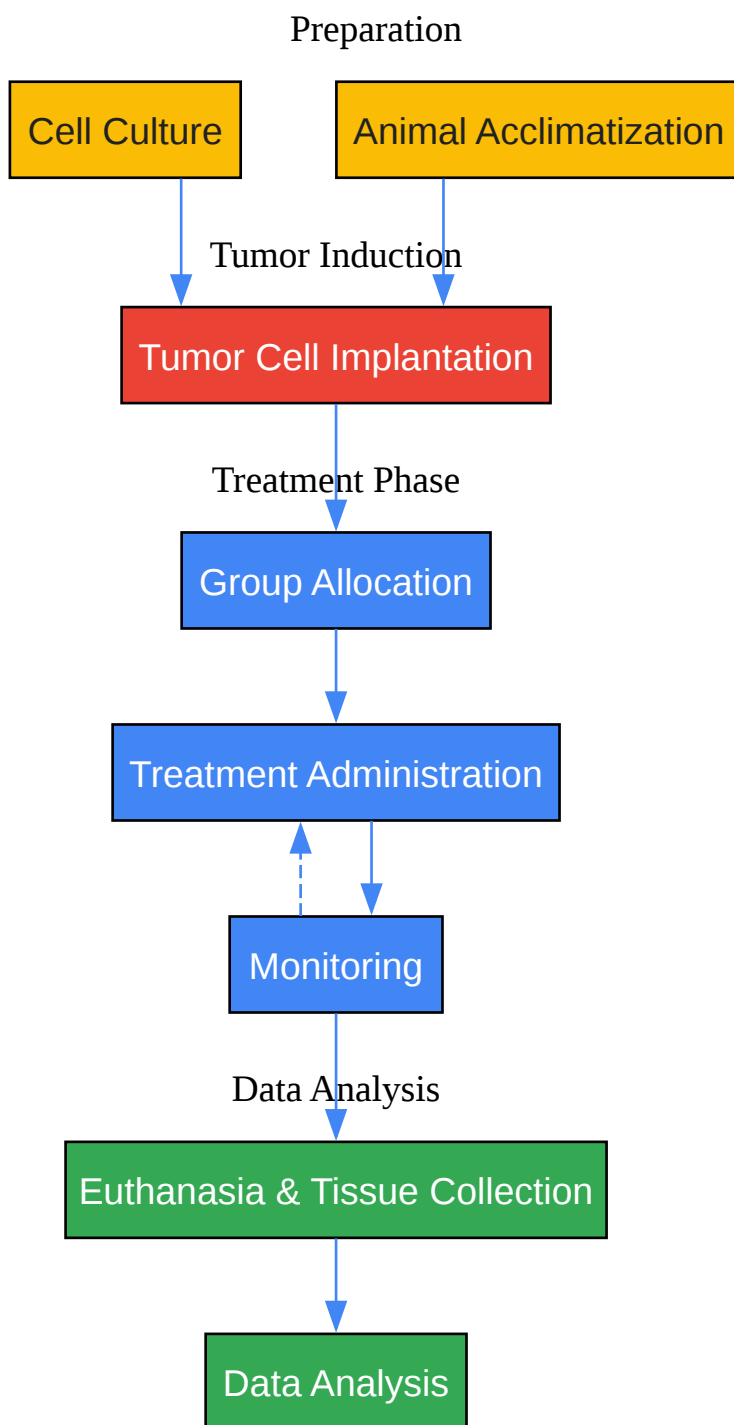 Preparation
Cell Culture
Animal Acclimatization
Tumor Induction
Tumor Cell Implantation
Treatment Phase
Group Allocation
Treatment Administration
Monitoring
Data Analysis
Euthanasia & Tissue Collection
Data Analysis